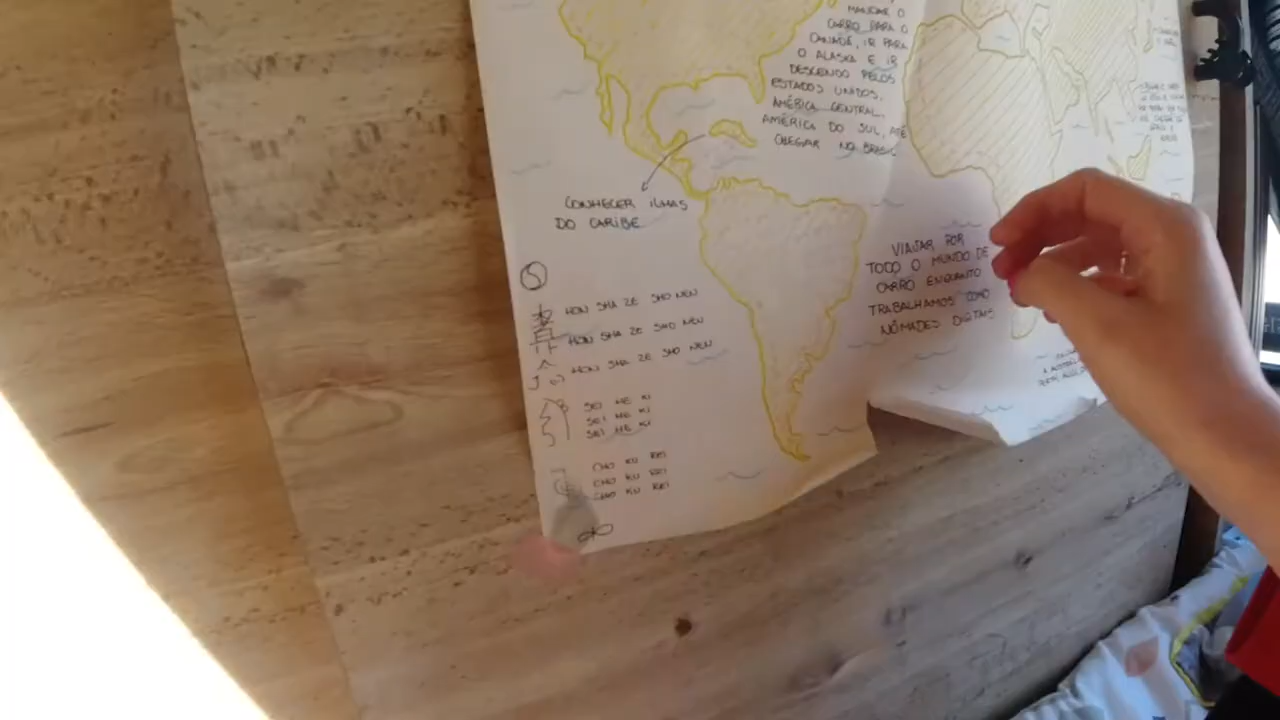 MANDAR O
CARRO PARA O
CANADÁ, IR PARA
O ALASKA E IR
DESCENDO PELOS
ESTADOS UNIDOS,
AMÉRICA CENTRAL,
AMÉRICA DO SUL, ATÉ
CHEGAR NO BRASIL
CONHECER ILHAS
DO CARIBE
VIAJAR POR
TODO O MUNDO DE
CARRO ENQUANTO
TRABALHAMOS COMO
NÔMADES DIGITAIS
HON SHA ZE SHO NEN
HON SHA ZE SHO NEN
HON SHA ZE SHO NEN
SEI HE KI
SEI HE KI
SEI HE KI
CHO KU REI
CHO KU REI
CHO KU REI